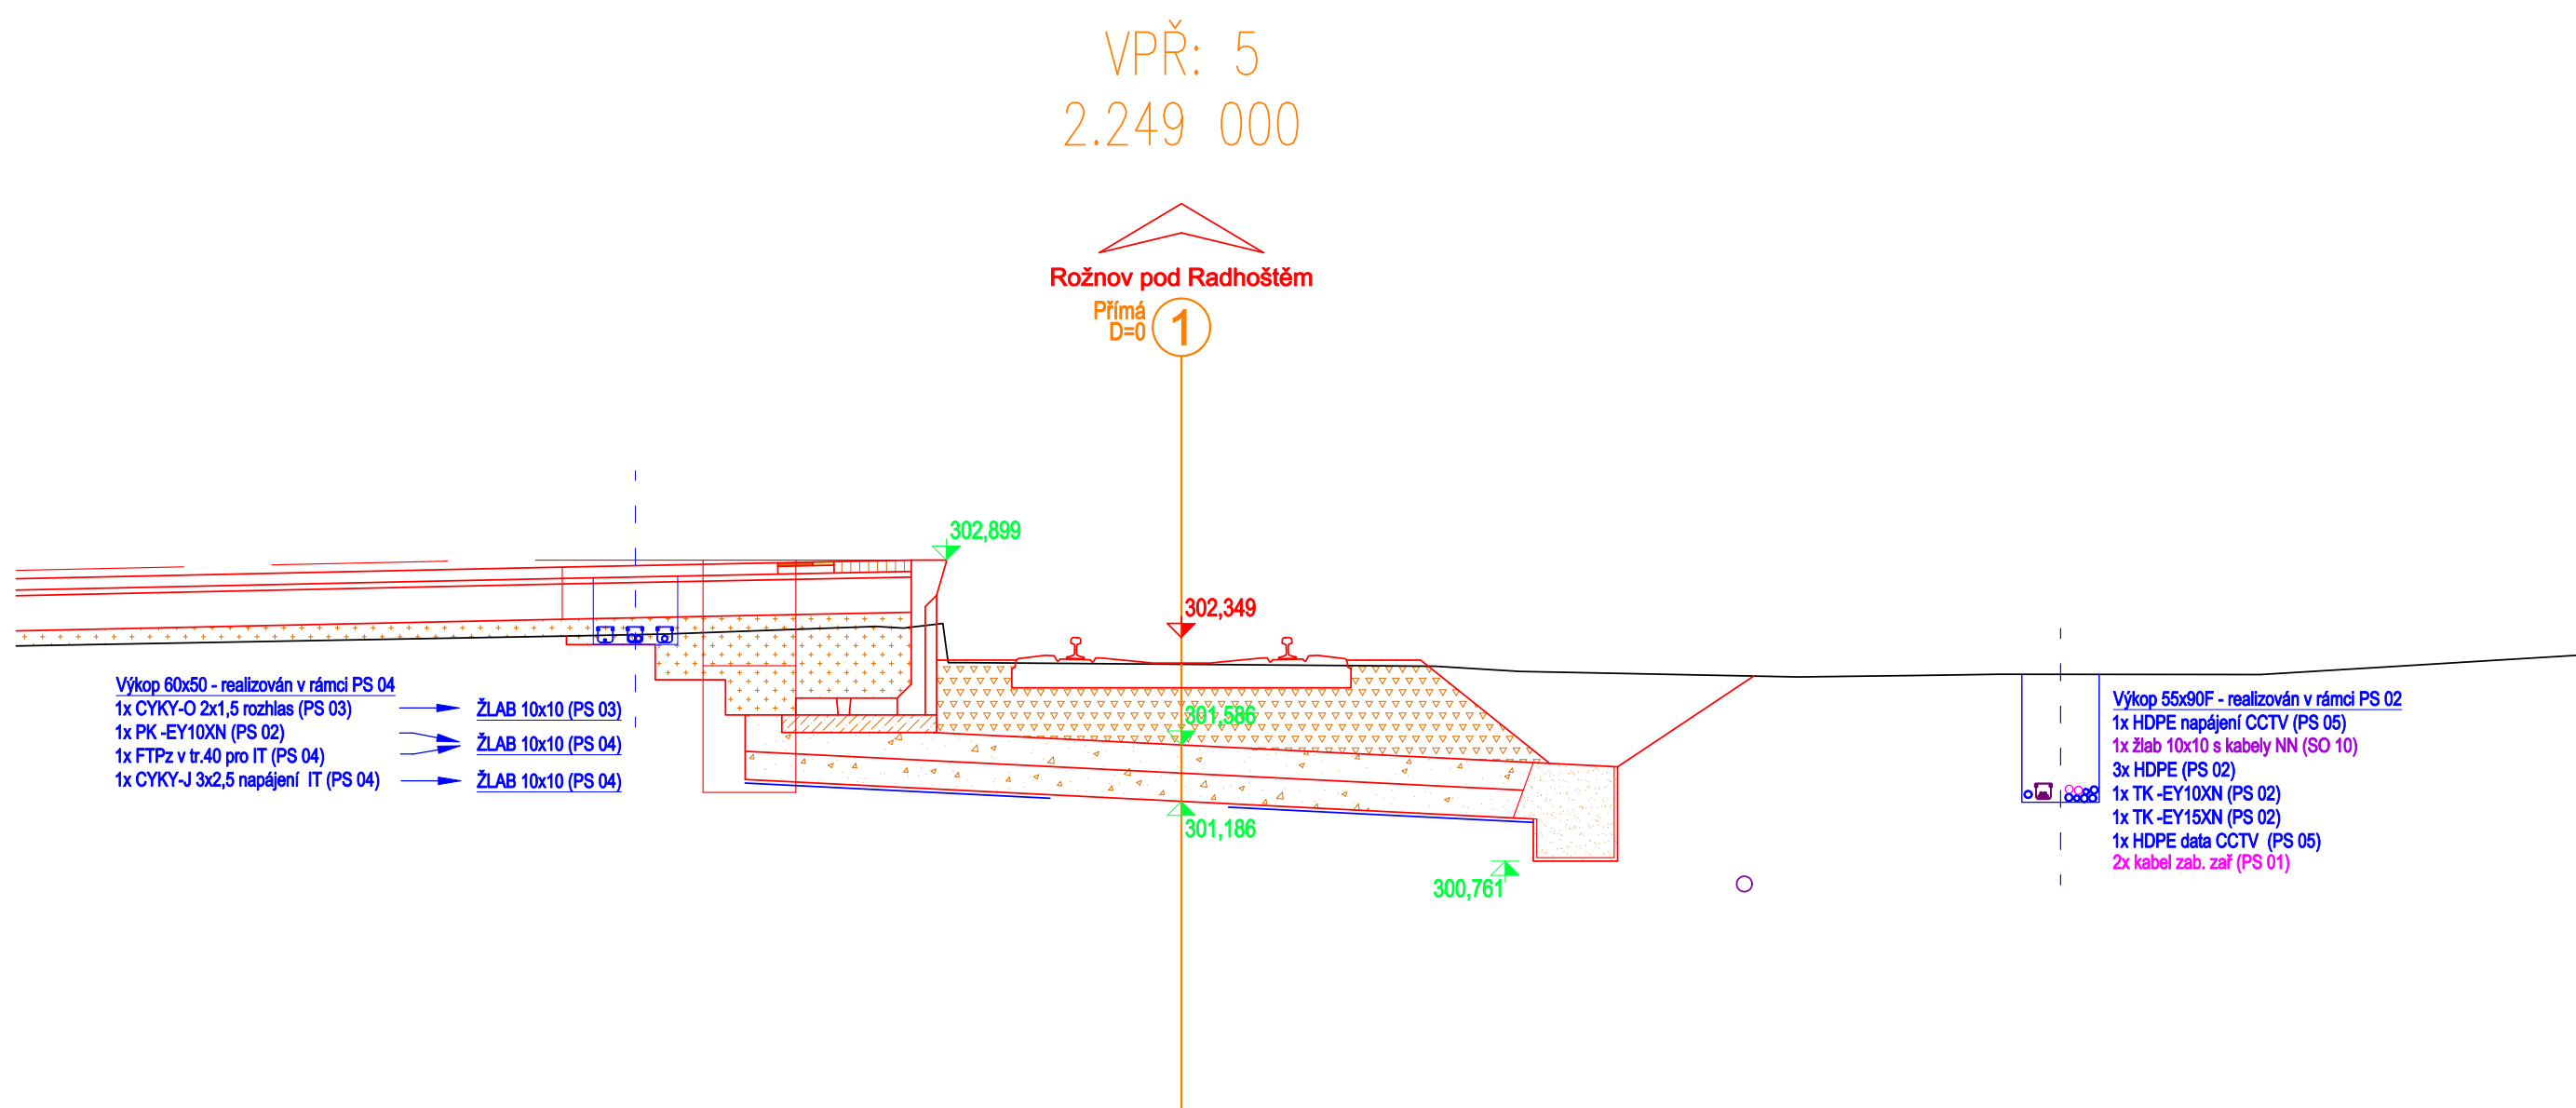 VPŘ: 5
2.249 000
Rožnov pod Radhoštěm
Přímá
D=0
1
302,899
302,349
301,586
301,186
300,761
Výkop 60x50 - realizován v rámci PS 04
1x CYKY-O 2x1,5 rozhlas (PS 03)
ŽLAB 10x10 (PS 03)
1x PK -EY10XN (PS 02)
ŽLAB 10x10 (PS 04)
1x FTPz v tr.40 pro IT (PS 04)
1x CYKY-J 3x2,5 napájení  IT (PS 04)
ŽLAB 10x10 (PS 04)
Výkop 55x90F - realizován v rámci PS 02
1x HDPE napájení CCTV (PS 05)
1x žlab 10x10 s kabely NN (SO 10)
3x HDPE (PS 02)
1x TK -EY10XN (PS 02)
1x TK -EY15XN (PS 02)
1x HDPE data CCTV  (PS 05)
2x kabel zab. zař (PS 01)